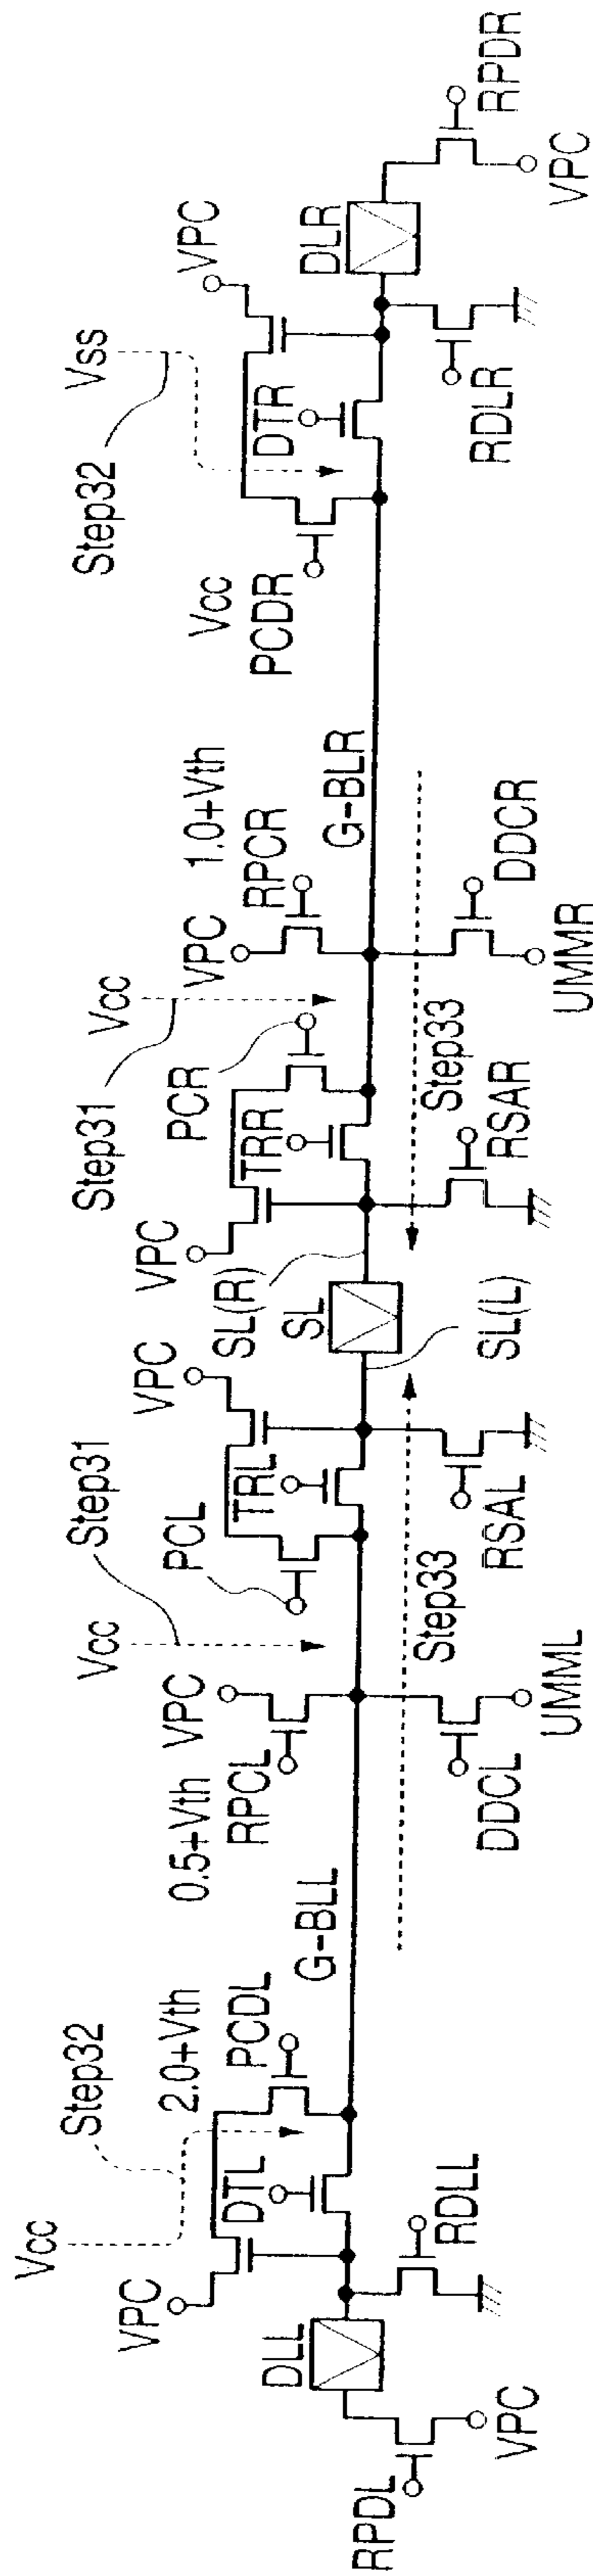 Vcc
Step32
2.0+Vth
VPC
PCDL
DTL
DLL
RDLL
RPDL
VPC
G-BLL
0.5+Vth
VPC
RPCL
DDCL
UMML
Vcc
Step31
PCL
TRL
VPC
Step33
RSAL
SL(L)
SL
SL(R)
VPC
TRR
PCR
Step31
Vcc
Step33
RSAR
VPC
1.0+Vth
RPCR
DDCR
UMMR
G-BLR
Vcc
PCDR
Step32
Vss
DTR
VPC
RDLR
DLR
RPDR
VPC